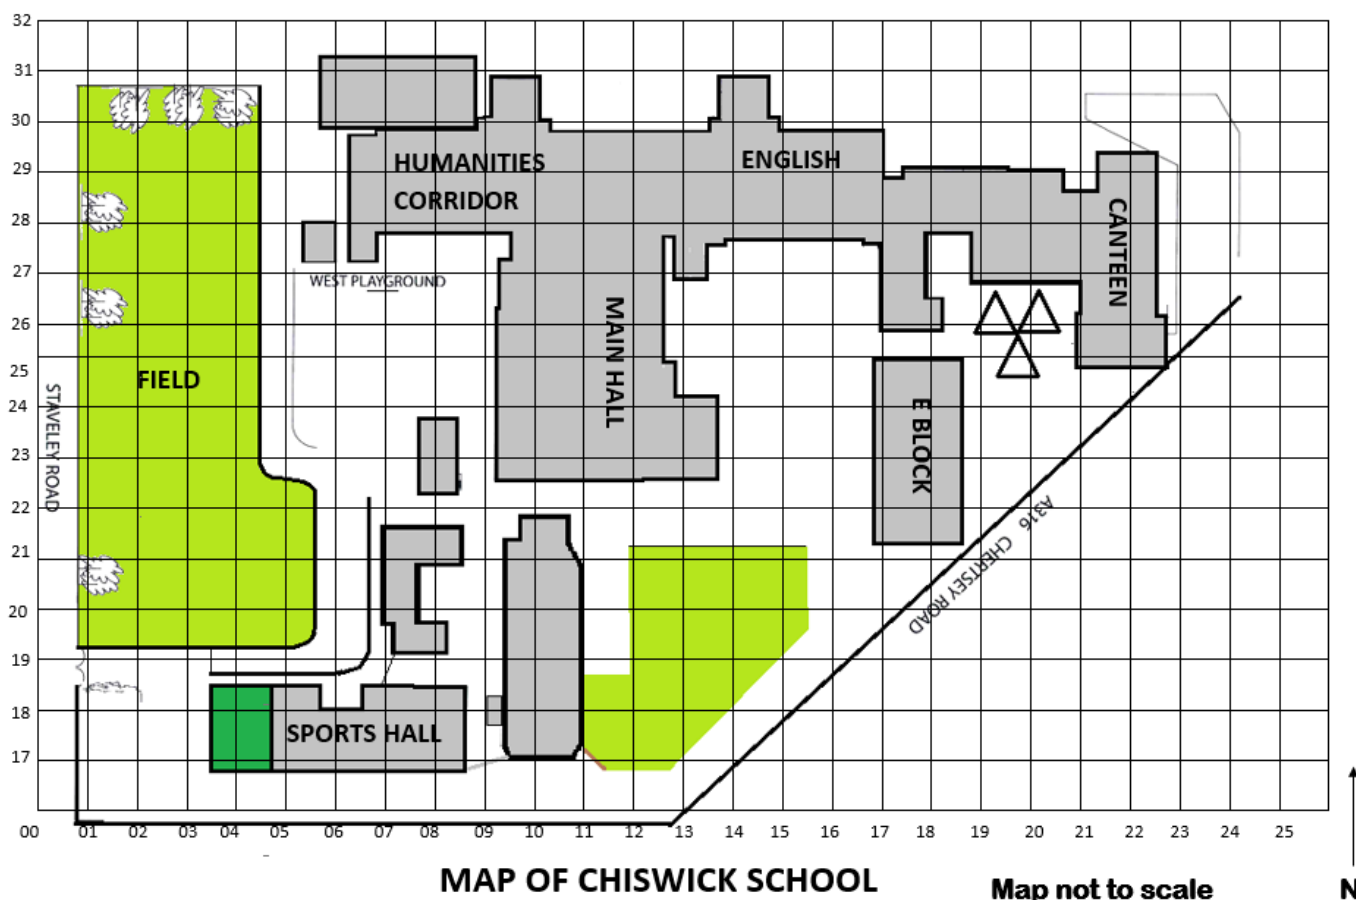 32
31
30
29
28
27
26
25
24
23
22
21
20
19
18
17
HUMANITIES
CORRIDOR
ENGLISH
CANTEEN
WEST PLAYGROUND
MAIN HALL
FIELD
STAVELEY ROAD
E BLOCK
A316 CHERTSEY ROAD
SPORTS HALL
00 01 02 03 04 05 06 07 08 09 10 11 12 13 14 15 16 17 18 19 20 21 22 23 24 25
MAP OF CHISWICK SCHOOL
Map not to scale
N